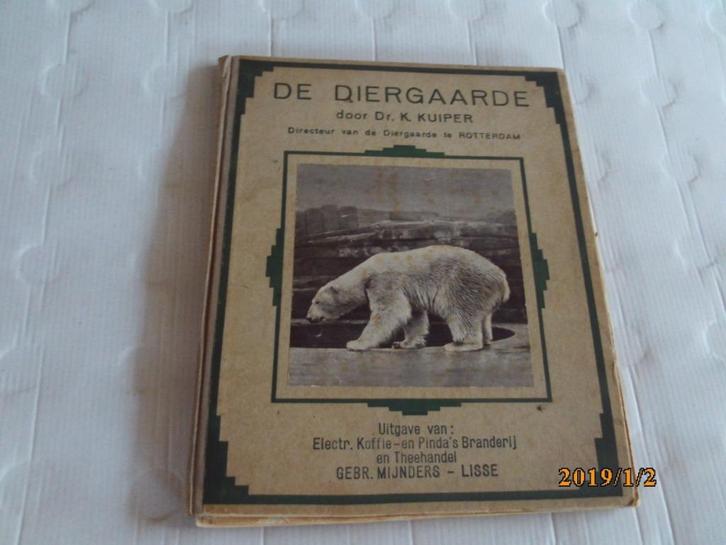 DE DIERGAARDE
door Dr. K. KUIPER
Directeur van de Diergaarde te ROTTERDAM
Uitgave van:
Electr. Koffie-en Pinda's Branderij
en Theehandel
GEBR. MIJNDERS - LISSE
2019/1/2